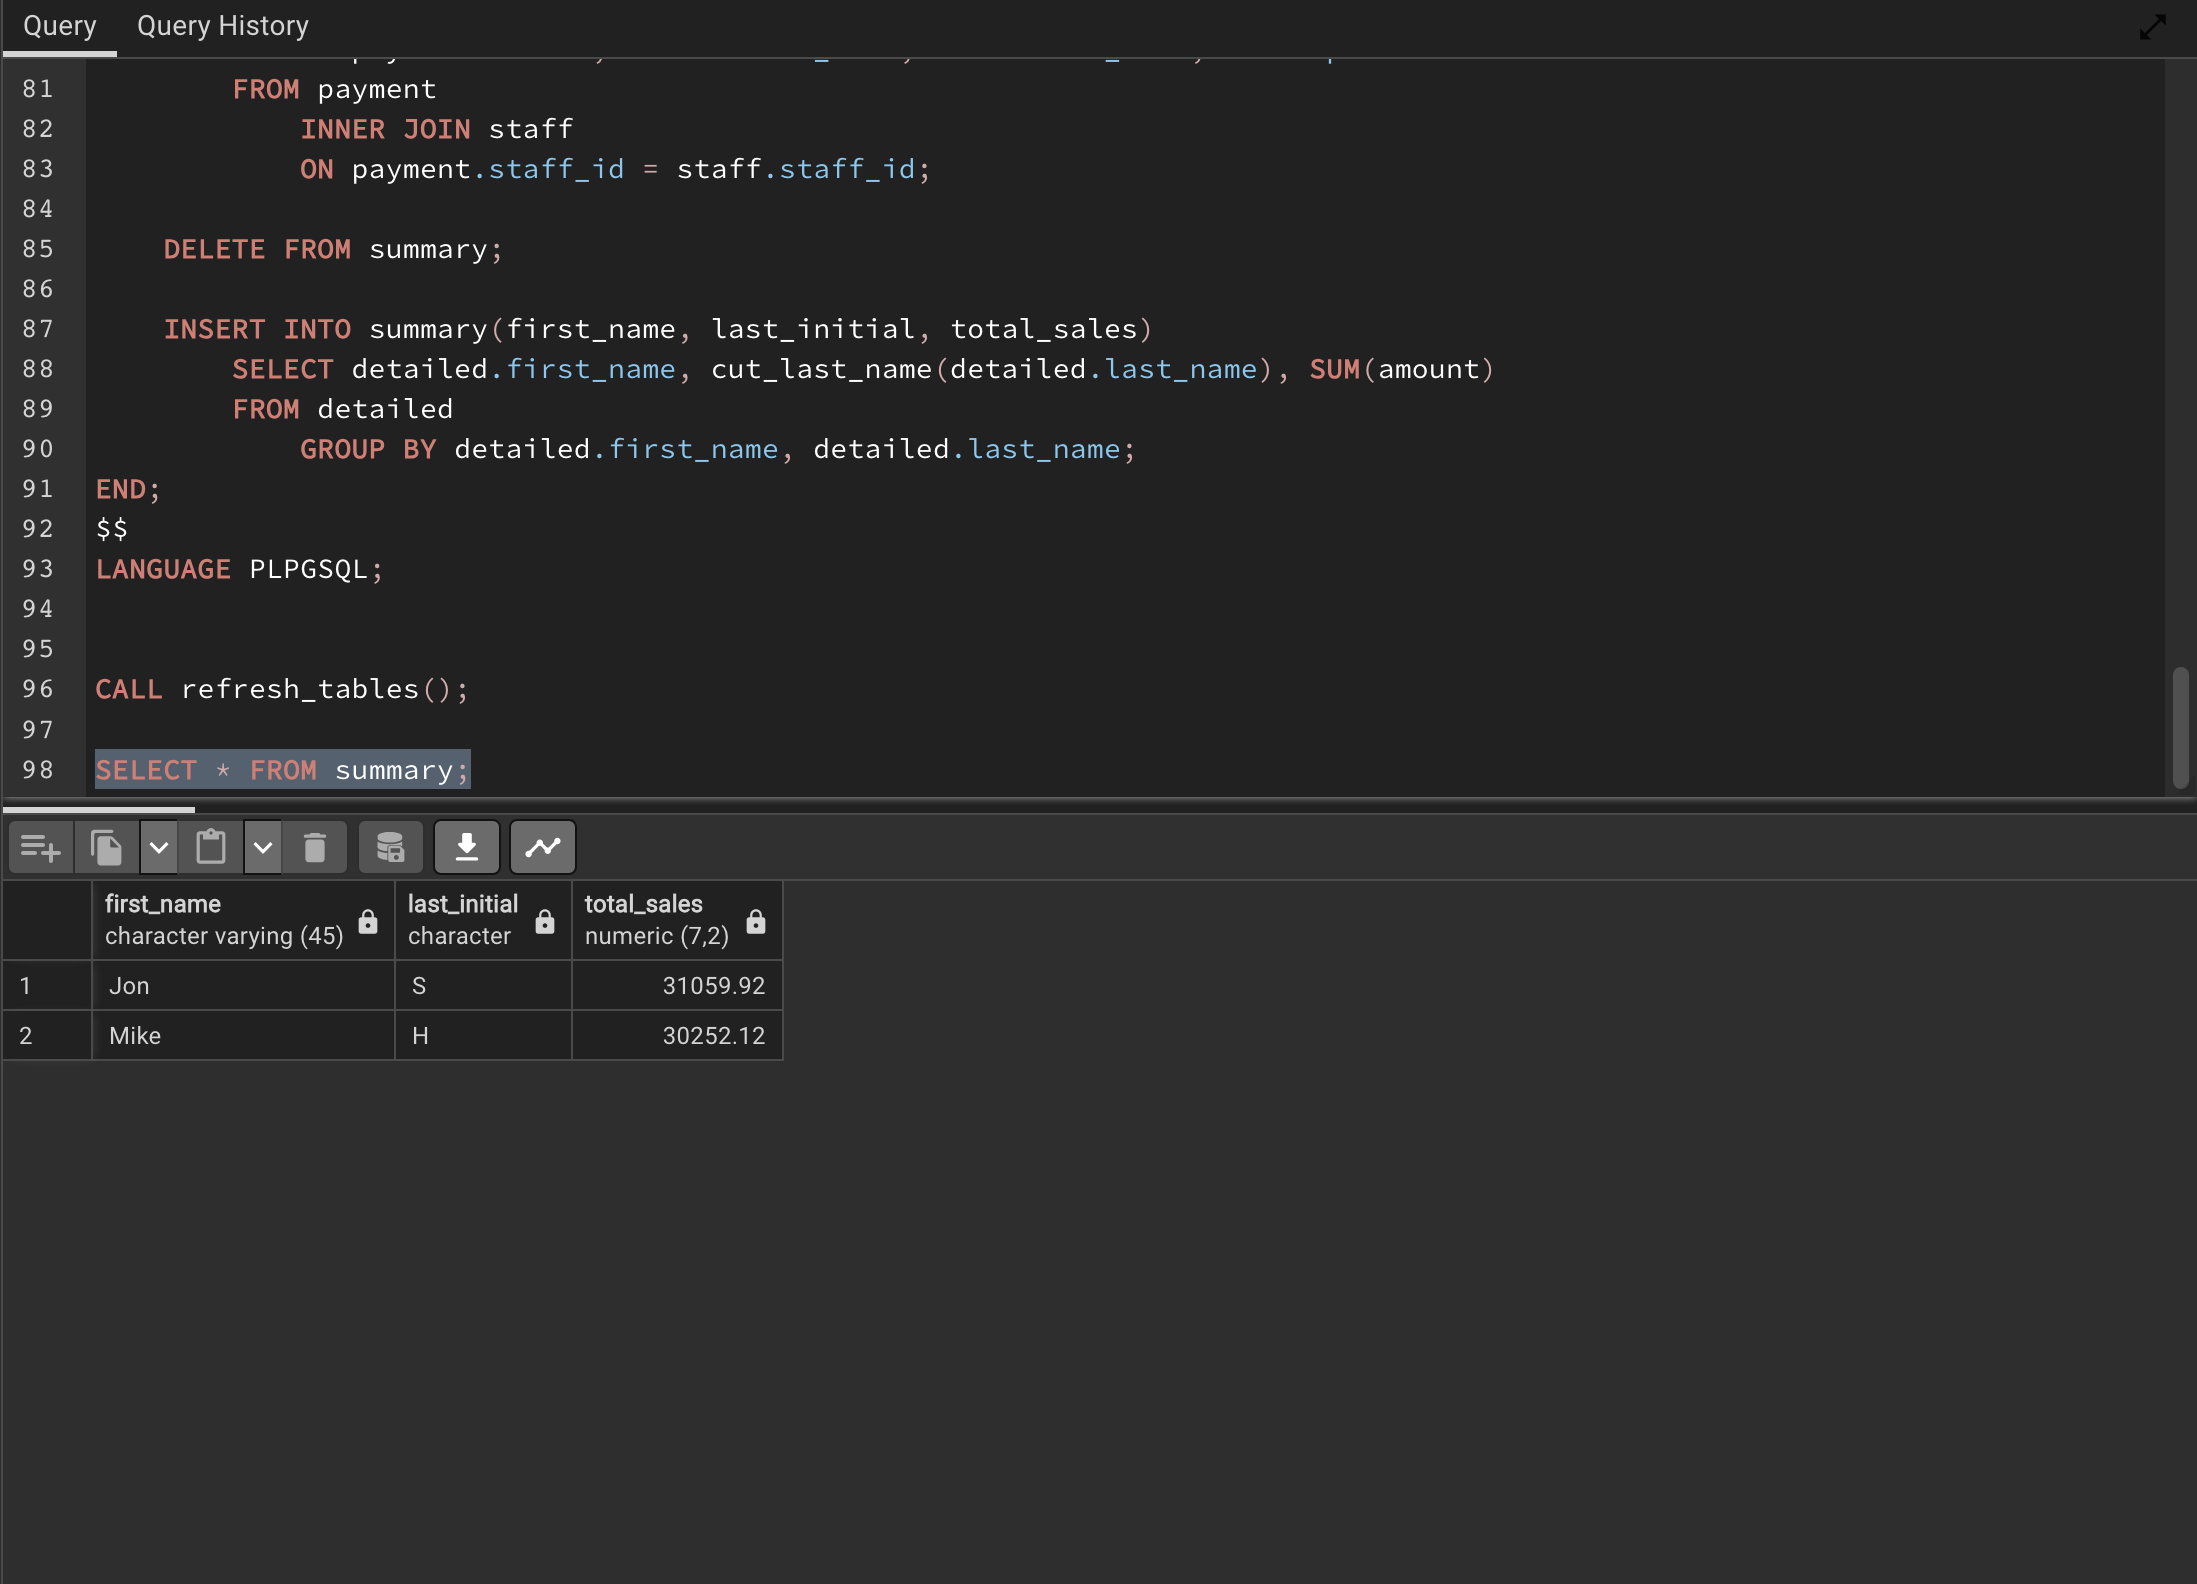 Query Query History
81 FROM payment
82 INNER JOIN staff
83 ON payment.staff_id = staff.staff_id;
84
85 DELETE FROM summary;
86
87 INSERT INTO summary(first_name, last_initial, total_sales)
88 SELECT detailed.first_name, cut_last_name(detailed.last_name), SUM(amount)
89 FROM detailed
90 GROUP BY detailed.first_name, detailed.last_name;
91 END;
92 $$
93 LANGUAGE PLPGSQL;
94
95
96 CALL refresh_tables();
97
98 SELECT * FROM summary;
first_name last_initial total_sales
character varying (45) character numeric (7,2)
1 Jon S 31059.92
2 Mike H 30252.12